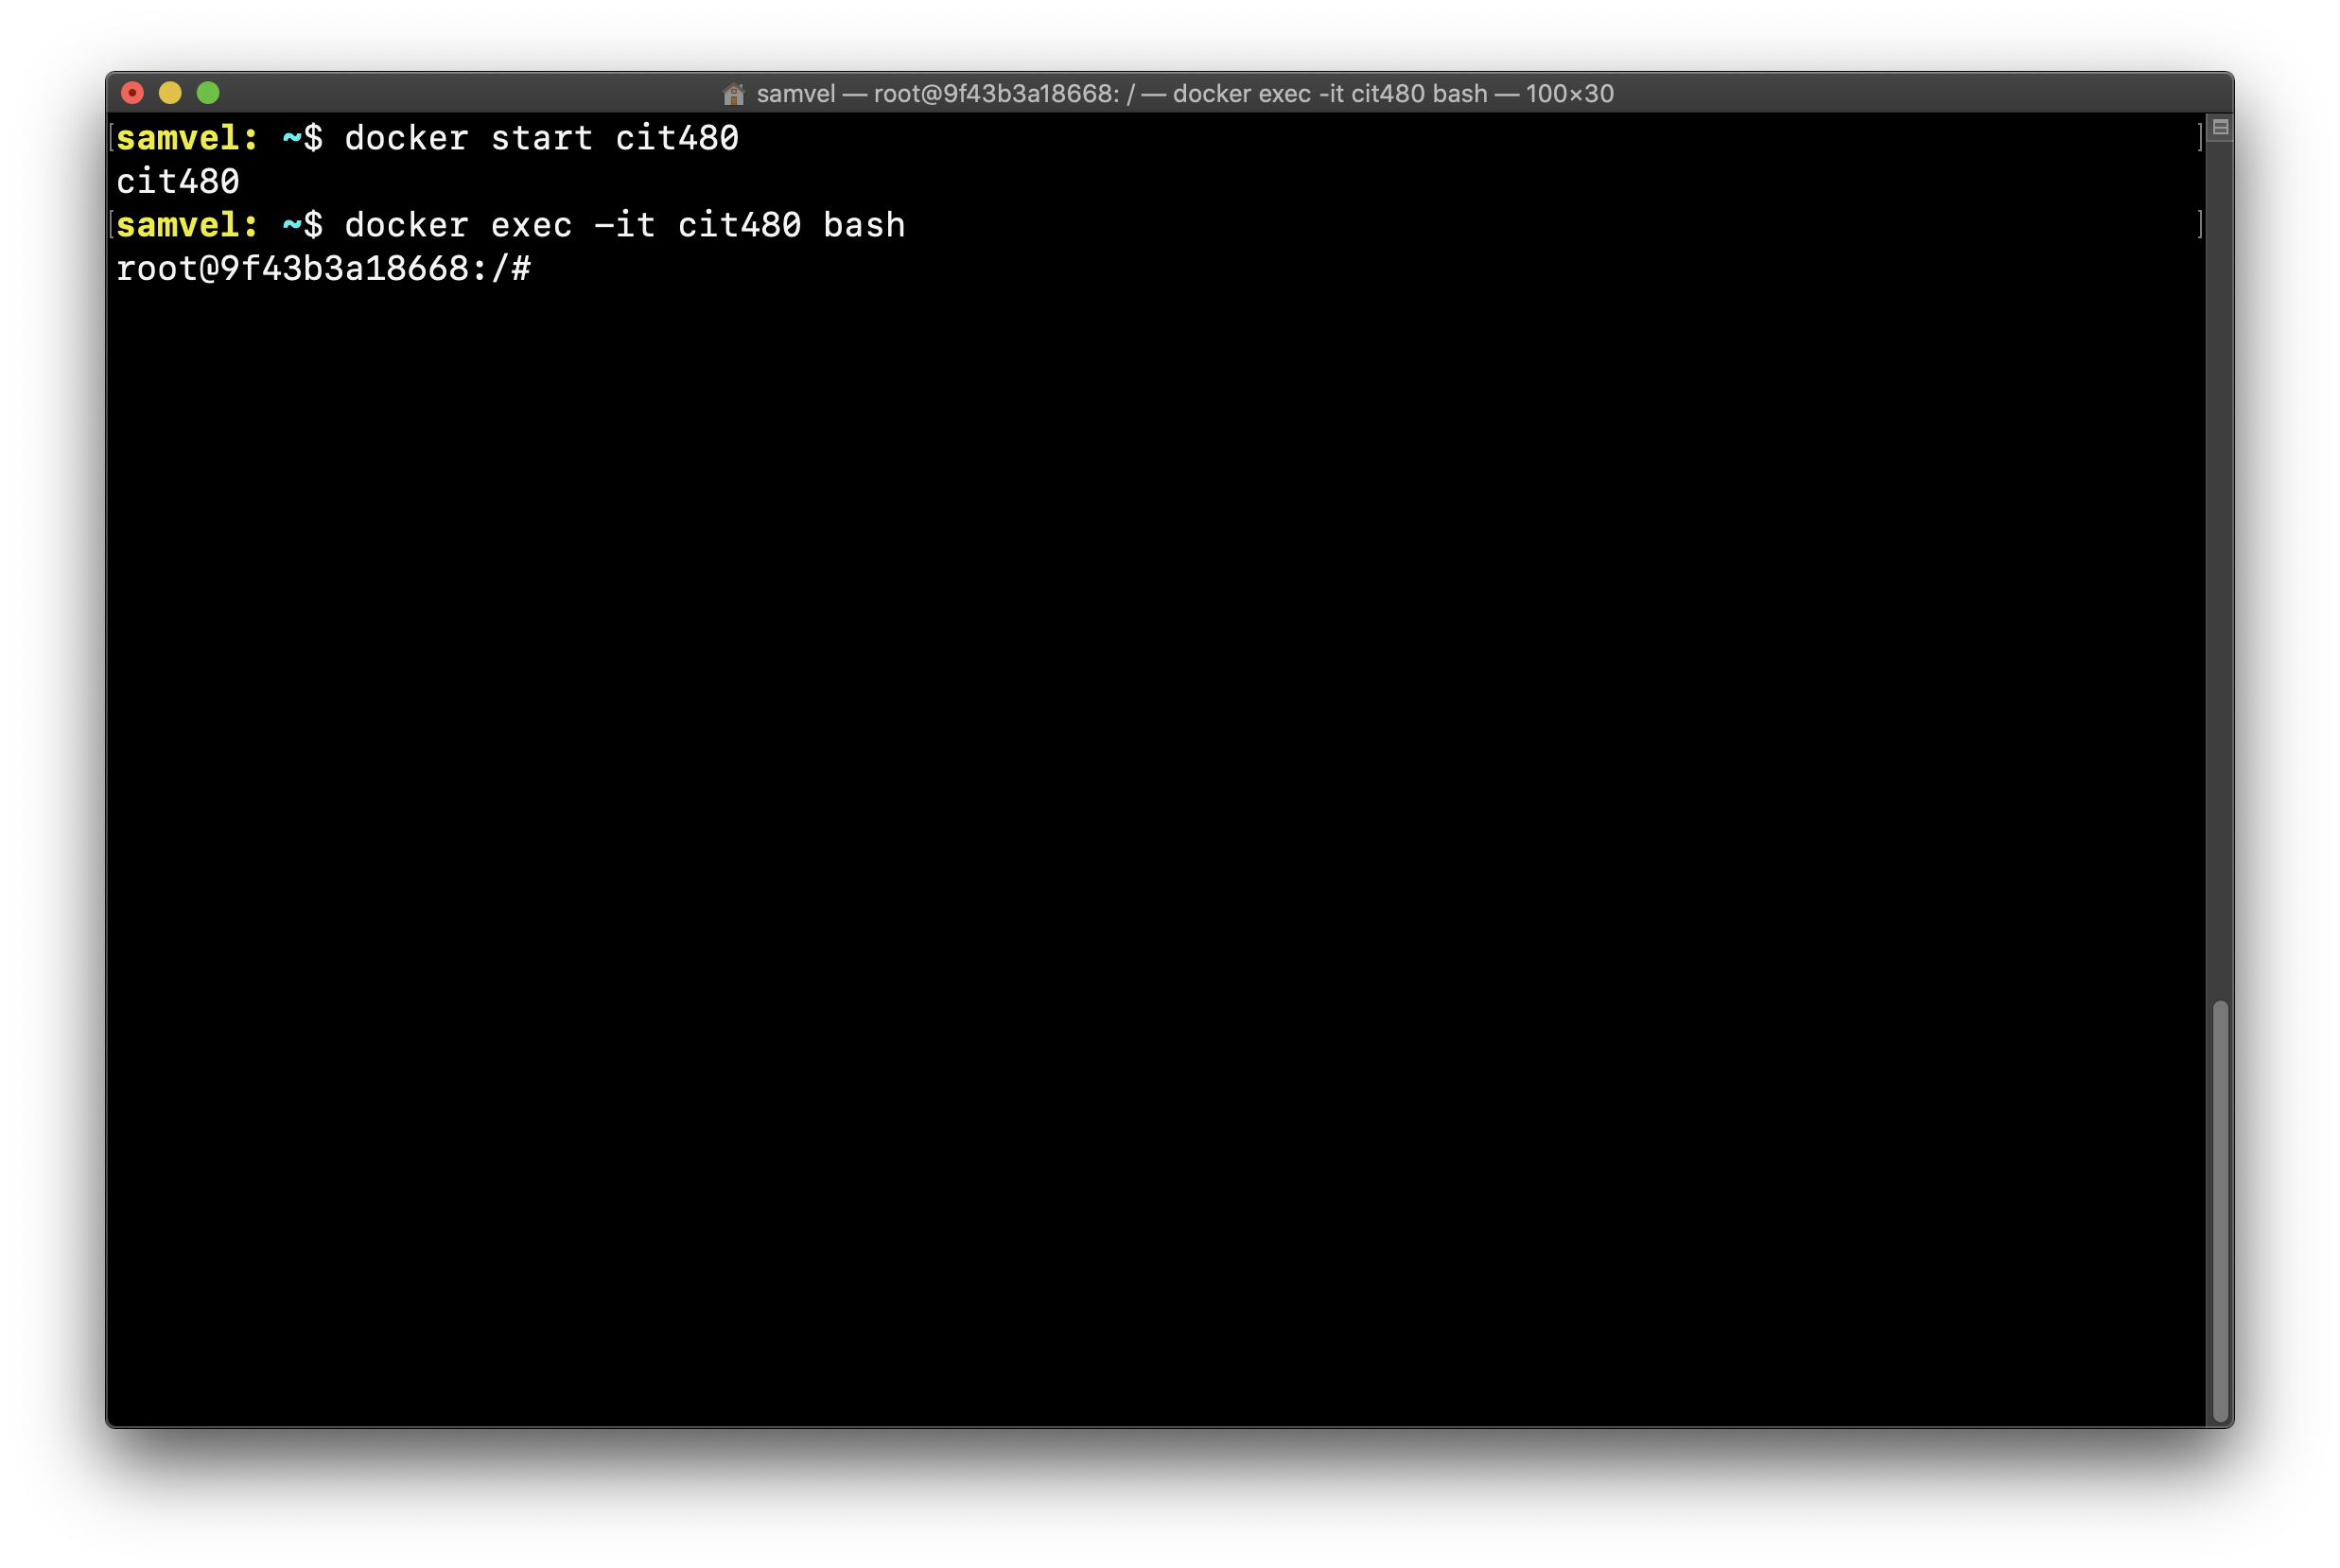 samvel — root@9f43b3a18668: / — docker exec -it cit480 bash — 100×30
[samvel: ~$ docker start cit480 ]
cit480
[samvel: ~$ docker exec -it cit480 bash ]
root@9f43b3a18668:/#